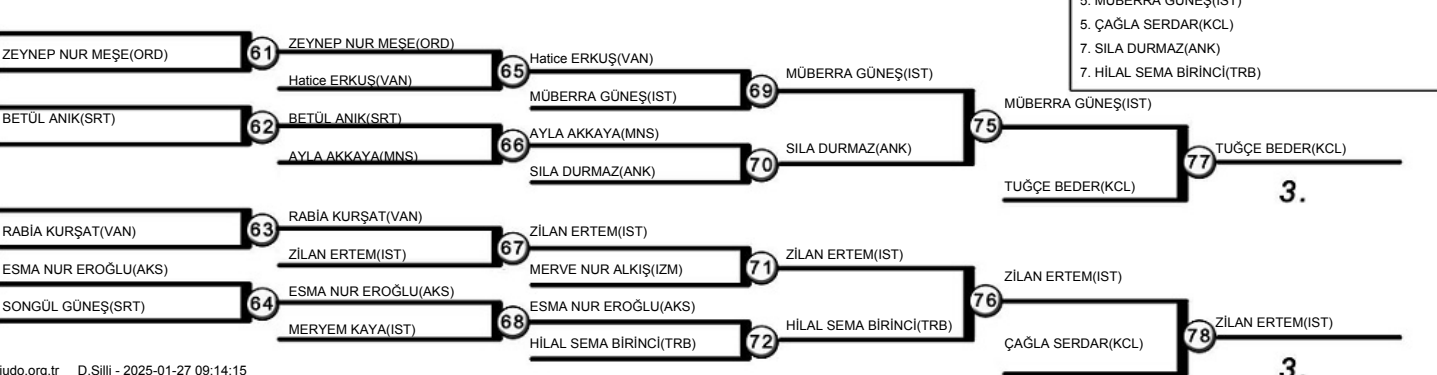 5. MÜBERRA GÜNEŞ(IST)
5. ÇAĞLA SERDAR(KCL)
7. SILA DURMAZ(ANK)
7. HİLAL SEMA BİRİNCİ(TRB)
ZEYNEP NUR MEŞE(ORD)
61
ZEYNEP NUR MEŞE(ORD)
Hatice ERKUŞ(VAN)
65
Hatice ERKUŞ(VAN)
MÜBERRA GÜNEŞ(IST)
69
MÜBERRA GÜNEŞ(IST)
BETÜL ANIK(SRT)
62
BETÜL ANIK(SRT)
AYLA AKKAYA(MNS)
66
AYLA AKKAYA(MNS)
SILA DURMAZ(ANK)
70
SILA DURMAZ(ANK)
75
MÜBERRA GÜNEŞ(IST)
TUĞÇE BEDER(KCL)
77
TUĞÇE BEDER(KCL)
3.
RABİA KURŞAT(VAN)
63
RABİA KURŞAT(VAN)
ZİLAN ERTEM(IST)
67
ZİLAN ERTEM(IST)
MERVE NUR ALKIŞ(IZM)
71
ZİLAN ERTEM(IST)
ESMA NUR EROĞLU(AKS)
SONGÜL GÜNEŞ(SRT)
64
ESMA NUR EROĞLU(AKS)
MERYEM KAYA(IST)
68
ESMA NUR EROĞLU(AKS)
HİLAL SEMA BİRİNCİ(TRB)
72
HİLAL SEMA BİRİNCİ(TRB)
76
ZİLAN ERTEM(IST)
ÇAĞLA SERDAR(KCL)
78
ZİLAN ERTEM(IST)
3.
judo.org.tr D.Silli - 2025-01-27 09:14:15